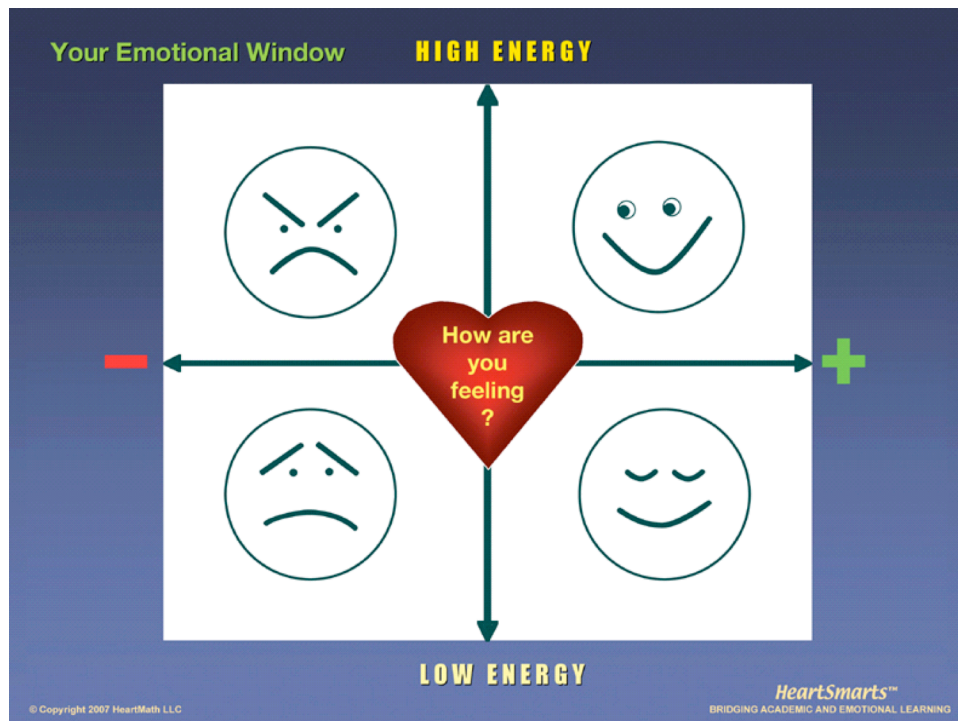 Your Emotional Window
HIGH ENERGY
How are
you
feeling
?
LOW ENERGY
© Copyright 2007 HeartMath LLC
HeartSmarts™
BRIDGING ACADEMIC AND EMOTIONAL LEARNING